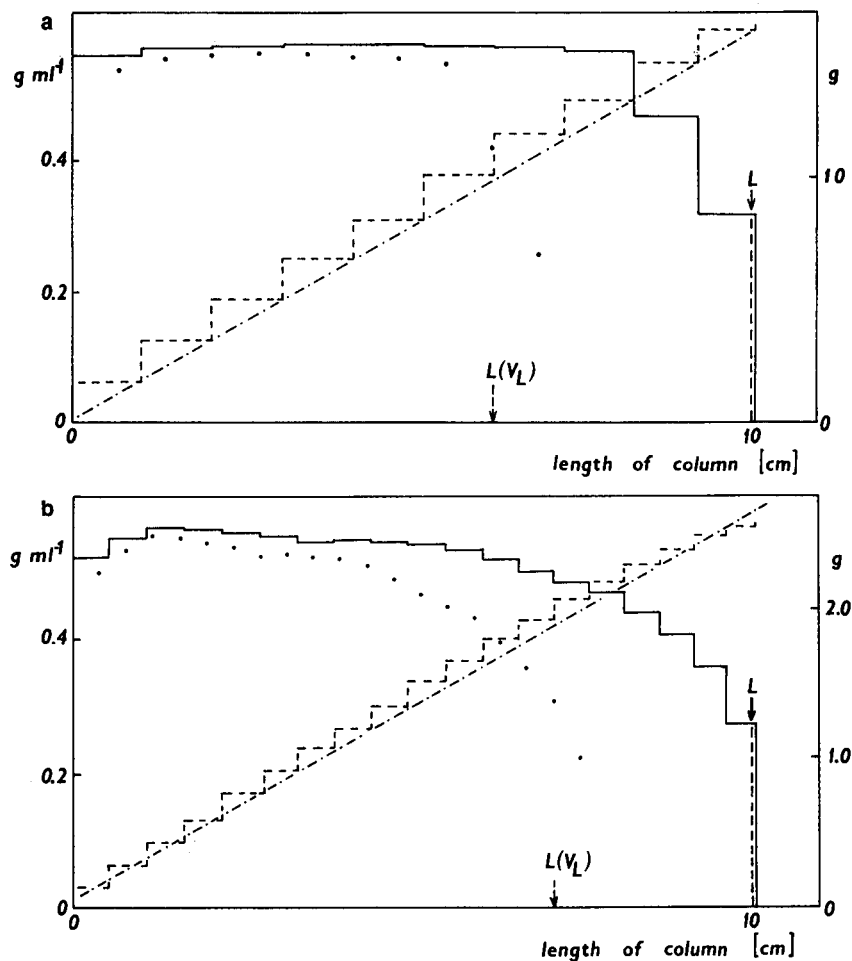 a
g ml⁻¹
g
0.4
10
L
0.2
L(V_L)
0
0
0
10
length of column [cm]
b
g ml⁻¹
g
0.4
2.0
L
0.2
1.0
L(V_L)
0
0
0
10
length of column [cm]